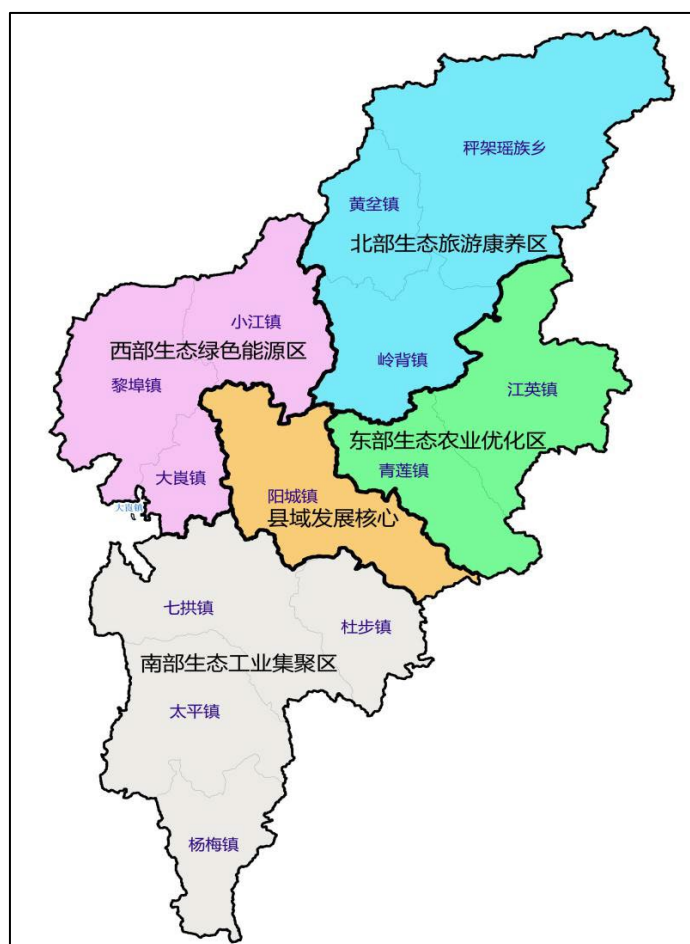 秤架瑶族乡
黄坌镇
北部生态旅游康养区
小江镇
西部生态绿色能源区
岭背镇
黎埠镇
江英镇
东部生态农业优化区
青莲镇
大崀镇
大崀镇
阳城镇
县域发展核心
七拱镇
杜步镇
南部生态工业集聚区
太平镇
杨梅镇